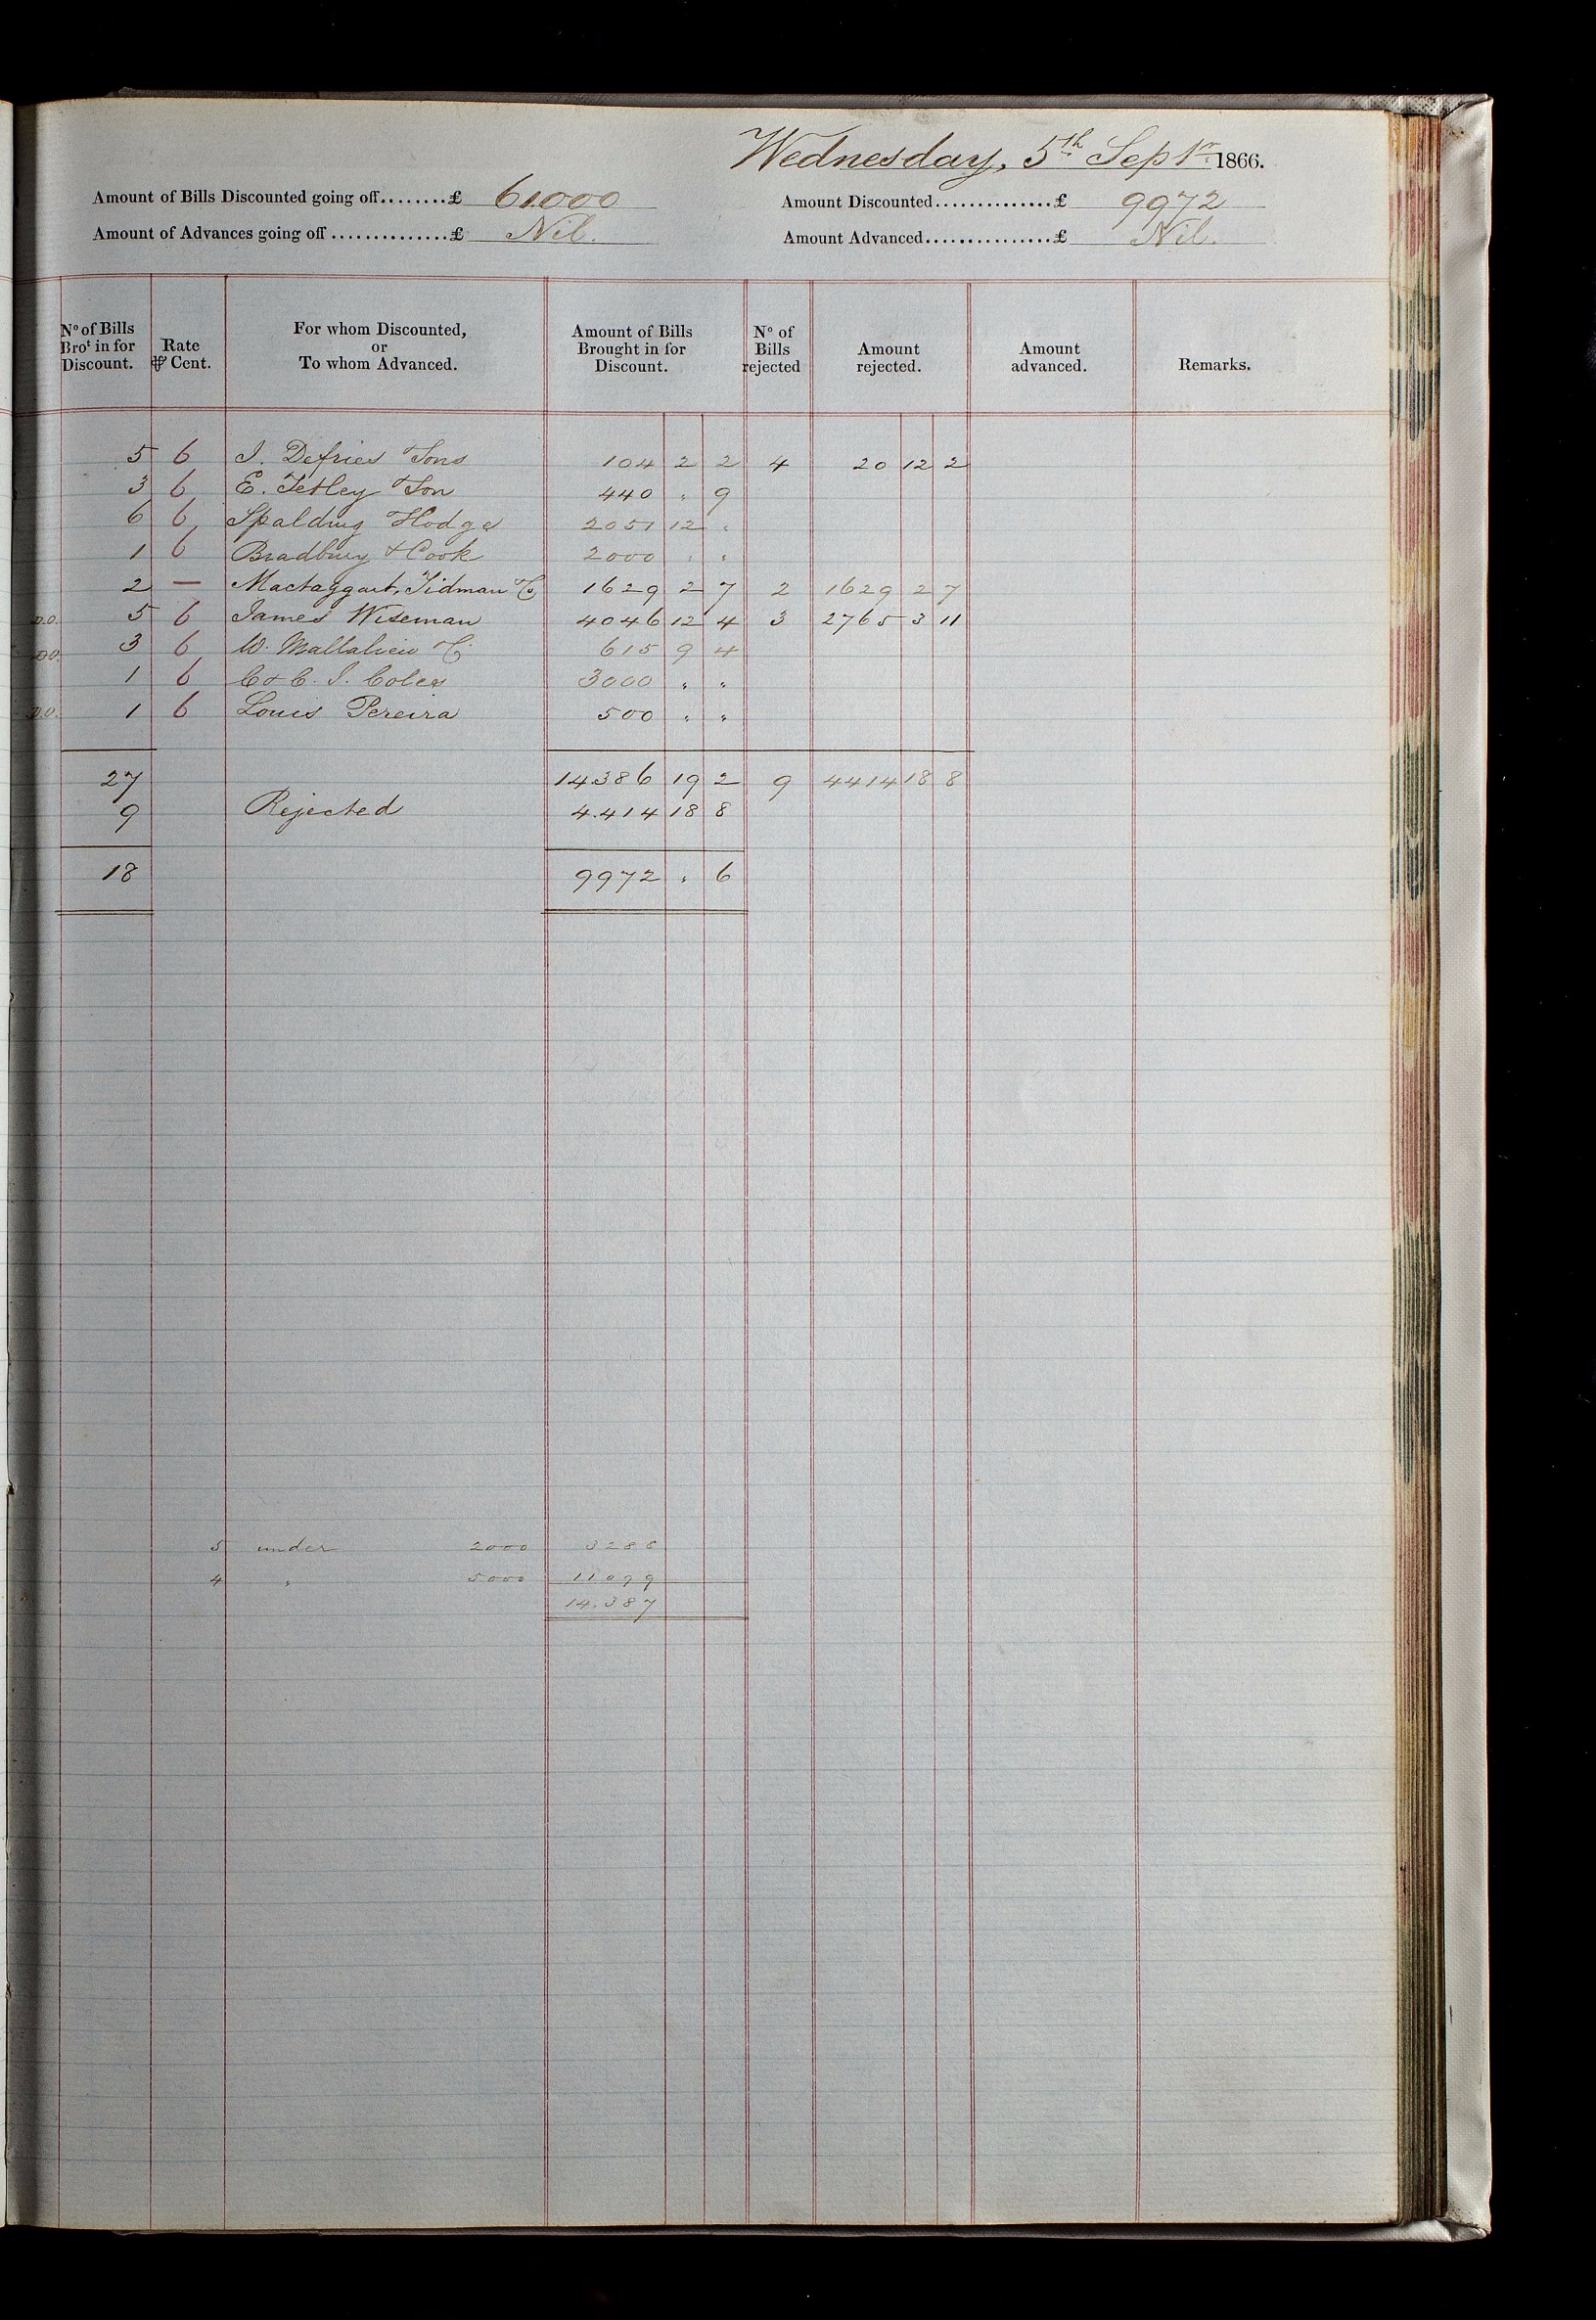 Wednesday, 5th Septr 1866.
Amount of Bills Discounted going off........£ 61000 Amount Discounted..............£ 9972
Amount of Advances going off..............£ Nil. Amount Advanced................£ Nil.
No of Bills Brot in for Discount. Rate ⅌ Cent. For whom Discounted, or To whom Advanced. Amount of Bills Brought in for Discount. No of Bills rejected Amount rejected. Amount advanced. Remarks.
5 6 I. Defries & Sons 104 2 2 4 20 12 2
3 6 E. Tetley & Son 440 " 9
6 6 Spalding & Hodge 2051 12 "
1 6 Bradbury & Cook 2000 " "
2 — Mactaggart, Tidman & Co 1629 2 7 2 1629 2 7
D.O. 5 6 James Wiseman 4046 12 4 3 2765 3 11
D.O. 3 6 W. Mallalieu & Co 615 9 4
1 6 C & C. I. Coles 3000 " "
D.O. 1 6 Louis Pereira 500 " "
27 14386 19 2 9 4414 18 8
9 Rejected 4.414 18 8
18 9972 " 6
5 under 2000 3288
4 " 5000 11099
14.387